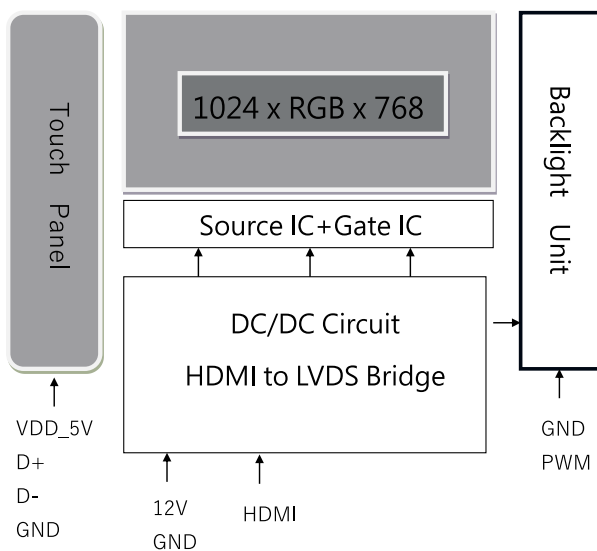 Touch Panel
1024 x RGB x 768
Backlight Unit
Source IC+Gate IC
DC/DC Circuit
HDMI to LVDS Bridge
VDD_5V
D+
D-
GND
12V
GND
HDMI
GND
PWM